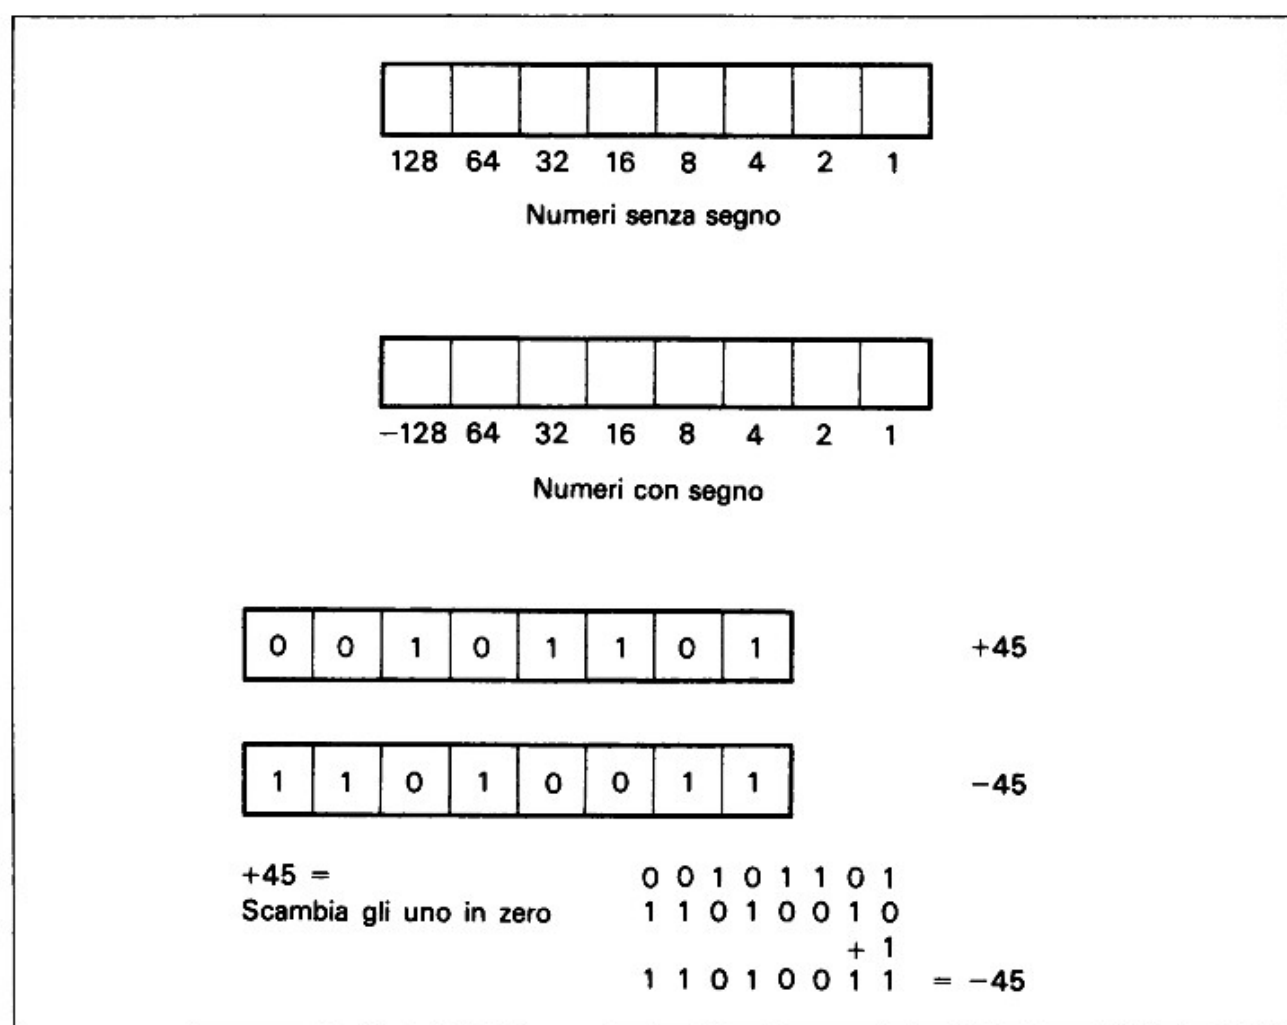 128 64 32 16 8 4 2 1
Numeri senza segno
−128 64 32 16 8 4 2 1
Numeri con segno
0 0 1 0 1 1 0 1 +45
1 1 0 1 0 0 1 1 −45
+45 = 0 0 1 0 1 1 0 1
Scambia gli uno in zero 1 1 0 1 0 0 1 0
+ 1
1 1 0 1 0 0 1 1 = −45